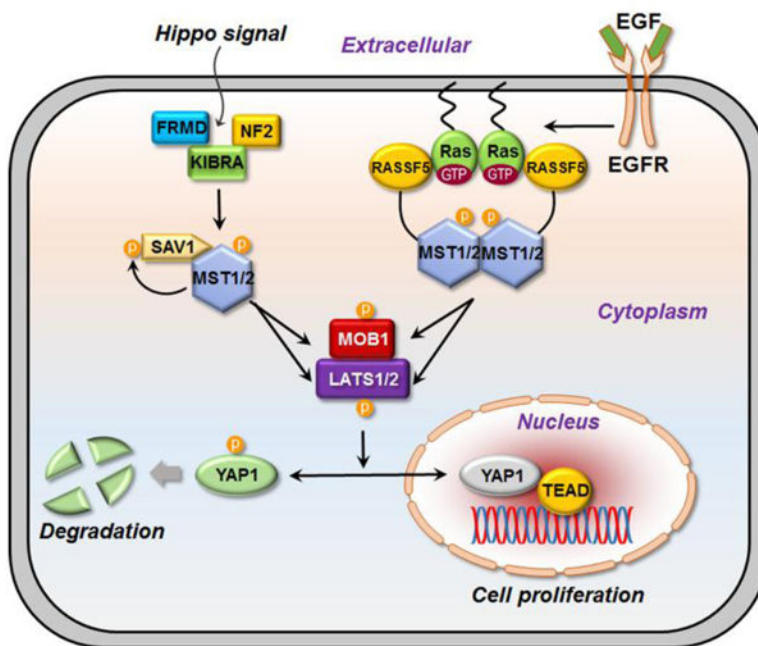 Hippo signal
Extracellular
EGF
EGFR
FRMD
NF2
KIBRA
Ras
GTP
Ras
GTP
RASSF5
RASSF5
P
SAV1
P
MST1/2
P
P
MST1/2
MST1/2
Cytoplasm
P
MOB1
LATS1/2
P
Nucleus
P
YAP1
YAP1
TEAD
Degradation
Cell proliferation